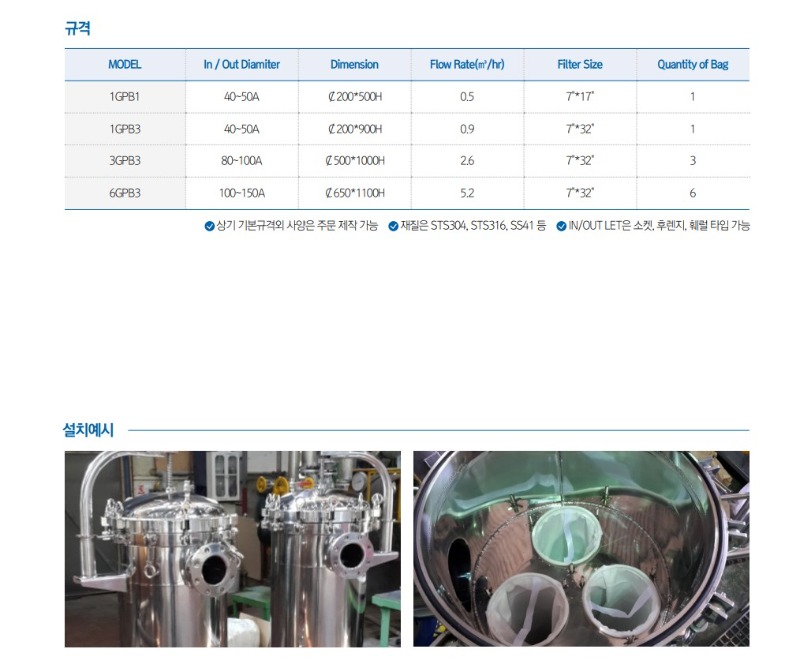 규격
MODEL In / Out Diamiter Dimension Flow Rate(㎥/hr) Filter Size Quantity of Bag
1GPB1 40~50A ₡200*500H 0.5 7"*17" 1
1GPB3 40~50A ₡200*900H 0.9 7"*32" 1
3GPB3 80~100A ₡500*1000H 2.6 7"*32" 3
6GPB3 100~150A ₡650*1100H 5.2 7"*32" 6
상기 기본규격외 사양은 주문 제작 가능 재질은 STS304, STS316, SS41 등 IN/OUT LET은 소켓, 후렌지, 훼럴 타입 가능
설치예시